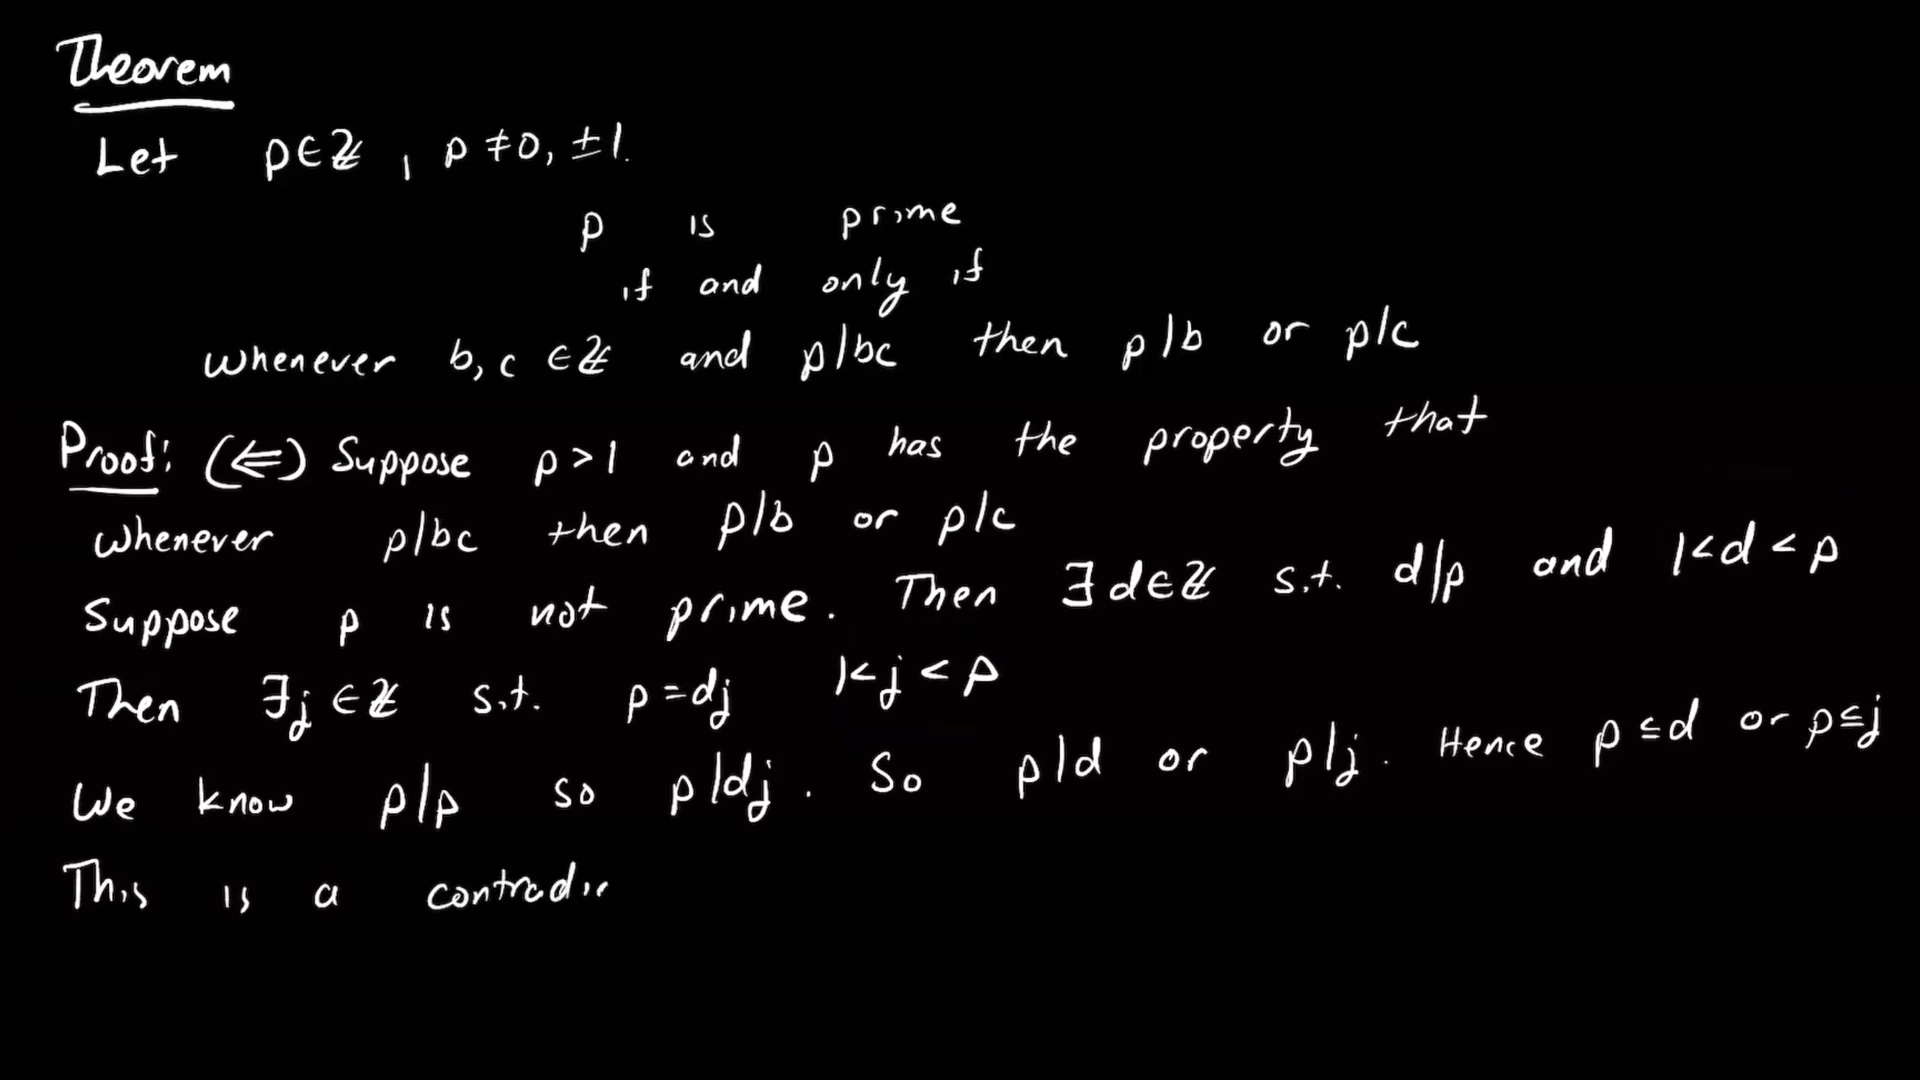 Theorem
Let p∈ℤ, p≠0, ±1.
p is prime
if and only if
whenever b, c ∈ℤ and p|bc then p|b or p|c
Proof: (⇐) Suppose p>1 and p has the property that
whenever p|bc then p|b or p|c
Suppose p is not prime. Then ∃d∈ℤ s.t. d|p and 1<d<p
Then ∃j∈ℤ s.t. p=dj 1<j<p
We know p|p so p|dj. So p|d or p|j. Hence p≤d or p≤j
This is a contradic